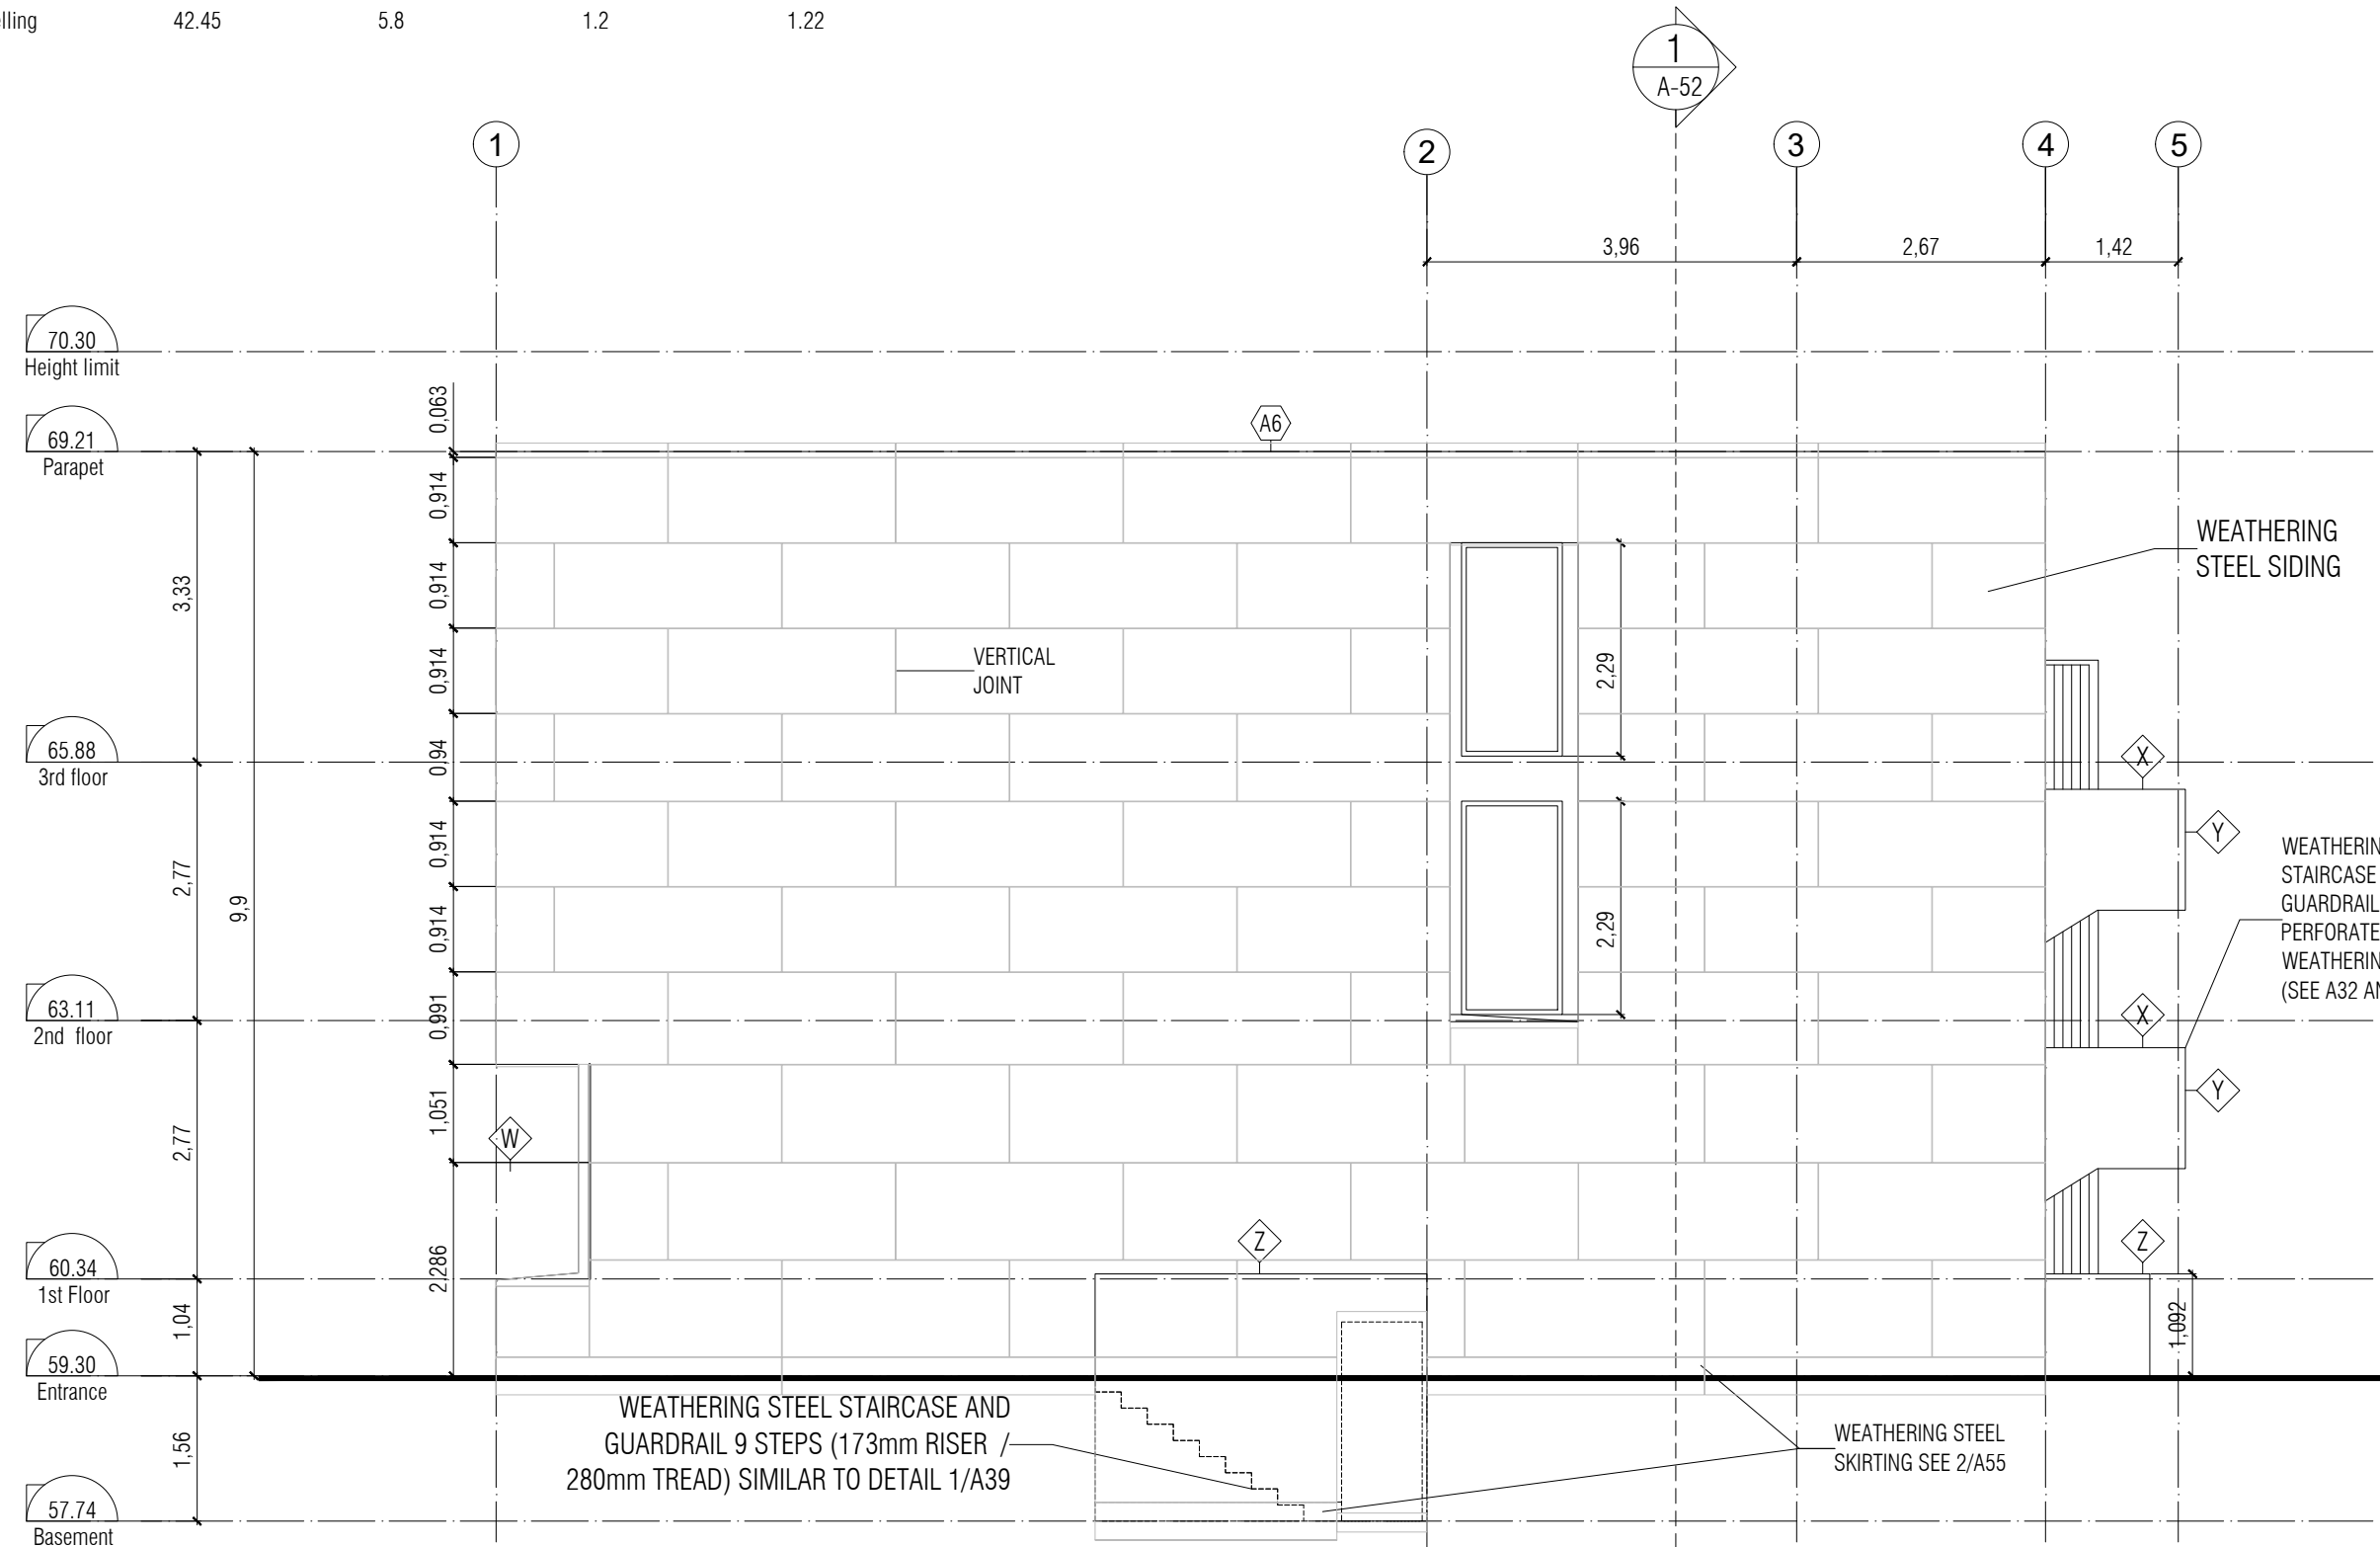 42.45 5.8 1.2 1.22
1
A-52
1 2 3 4 5
3,96 2,67 1,42
70.30
Height limit
0,063
69.21
Parapet
A6
0,914
WEATHERING
STEEL SIDING
3,33
0,914
2,29
0,914
VERTICAL
JOINT
65.88
3rd floor
0,94
X
Y
2,77
9,9
0,914
WEATHERIN
STAIRCASE
GUARDRAIL
PERFORATE
WEATHERIN
(SEE A32 AN
0,914
2,29
63.11
2nd floor
0,991
X
Y
2,77
1,051
W
Z
Z
60.34
1st Floor
2,286
1,04
1,092
59.30
Entrance
WEATHERING STEEL STAIRCASE AND
GUARDRAIL 9 STEPS (173mm RISER /
280mm TREAD) SIMILAR TO DETAIL 1/A39
WEATHERING STEEL
SKIRTING SEE 2/A55
1,56
57.74
Basement